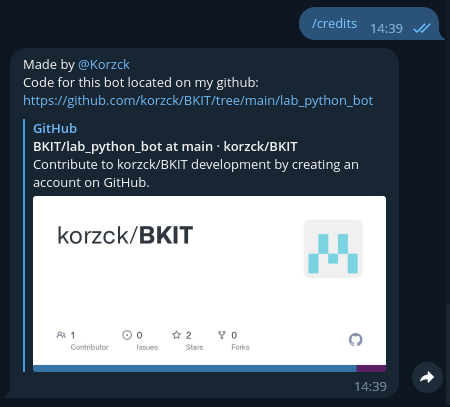 /credits 14:39
Made by @Korzck
Code for this bot located on my github:
https://github.com/korzck/BKIT/tree/main/lab_python_bot
GitHub
BKIT/lab_python_bot at main · korzck/BKIT
Contribute to korzck/BKIT development by creating an
account on GitHub.
korzck/BKIT
1 0 2 0
Contributor Issues Stars Forks
14:39